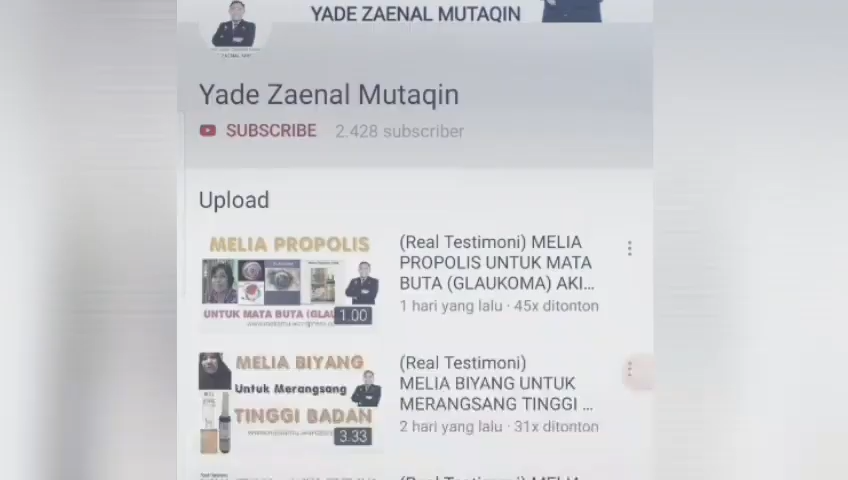 YADE ZAENAL MUTAQIN
Yade Zaenal Mutaqin
SUBSCRIBE 2.428 subscriber
Upload
MELIA PROPOLIS
UNTUK MATA BUTA (GLAU
1.00
(Real Testimoni) MELIA
PROPOLIS UNTUK MATA
BUTA (GLAUKOMA) AKI...
1 hari yang lalu · 45x ditonton
MELIA BIYANG
Untuk Merangsang
TINGGI BADAN
3.33
(Real Testimoni)
MELIA BIYANG UNTUK
MERANGSANG TINGGI ...
2 hari yang lalu · 31x ditonton